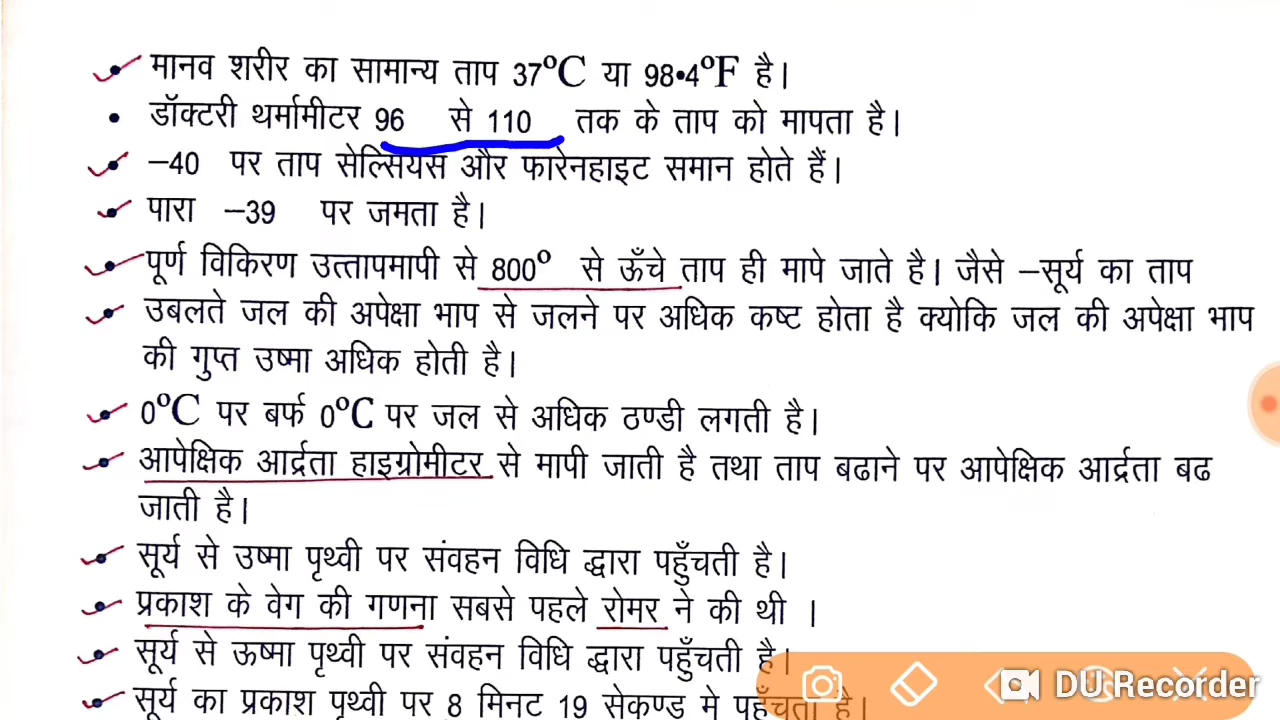 • मानव शरीर का सामान्य ताप 37°C या 98•4°F है।
• डॉक्टरी थर्मामीटर 96 से 110 तक के ताप को मापता है।
• –40 पर ताप सेल्सियस और फारेनहाइट समान होते हैं।
• पारा –39 पर जमता है।
• पूर्ण विकिरण उत्तापमापी से 800° से ऊँचे ताप ही मापे जाते है। जैसे –सूर्य का ताप
• उबलते जल की अपेक्षा भाप से जलने पर अधिक कष्ट होता है क्योकि जल की अपेक्षा भाप
की गुप्त उष्मा अधिक होती है।
• 0°C पर बर्फ 0°C पर जल से अधिक ठण्डी लगती है।
• आपेक्षिक आर्द्रता हाइग्रोमीटर से मापी जाती है तथा ताप बढाने पर आपेक्षिक आर्द्रता बढ
जाती है।
• सूर्य से उष्मा पृथ्वी पर संवहन विधि द्धारा पहुँचती है।
• प्रकाश के वेग की गणना सबसे पहले रोमर ने की थी ।
• सूर्य से ऊष्मा पृथ्वी पर संवहन विधि द्धारा पहुँचती है।
• सूर्य का प्रकाश पृथ्वी पर 8 मिनट 19 सेकण्ड मे पहुँचता है।
DU Recorder